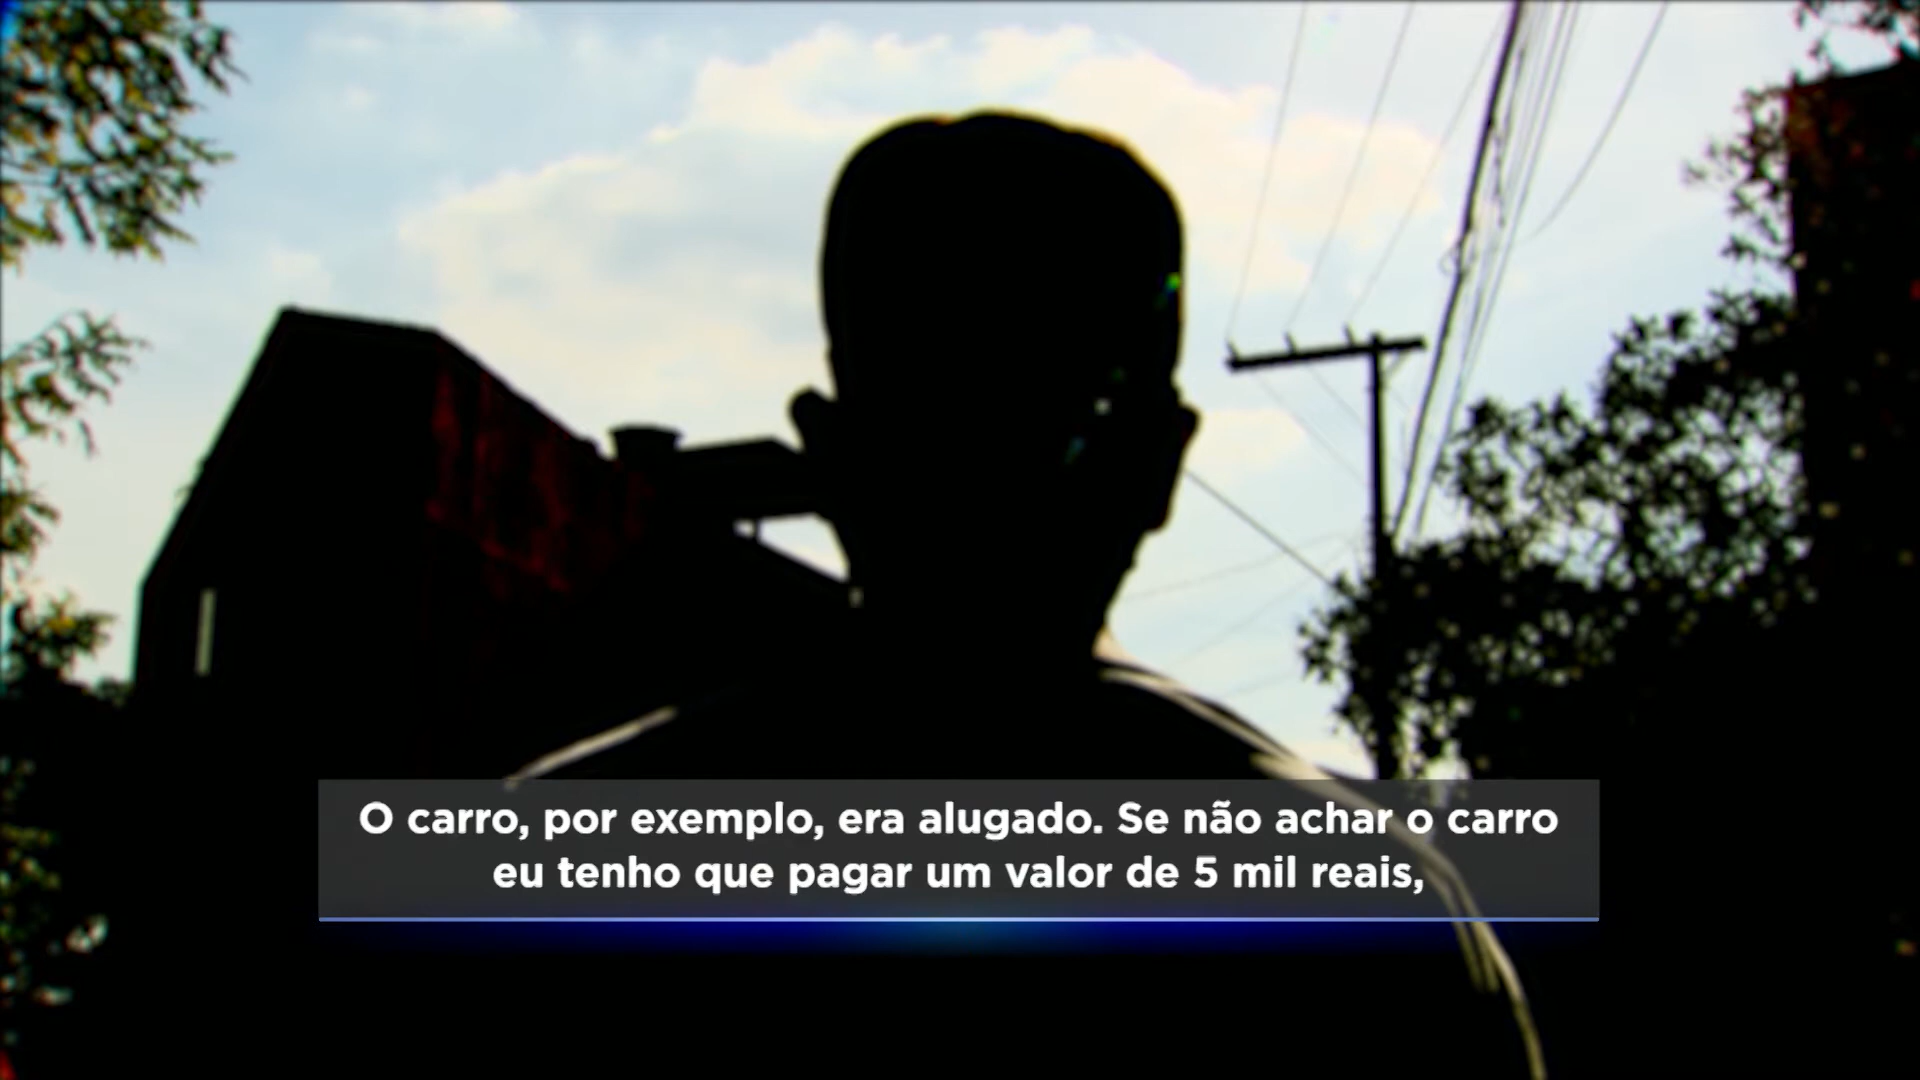 O carro, por exemplo, era alugado. Se não achar o carro
eu tenho que pagar um valor de 5 mil reais,